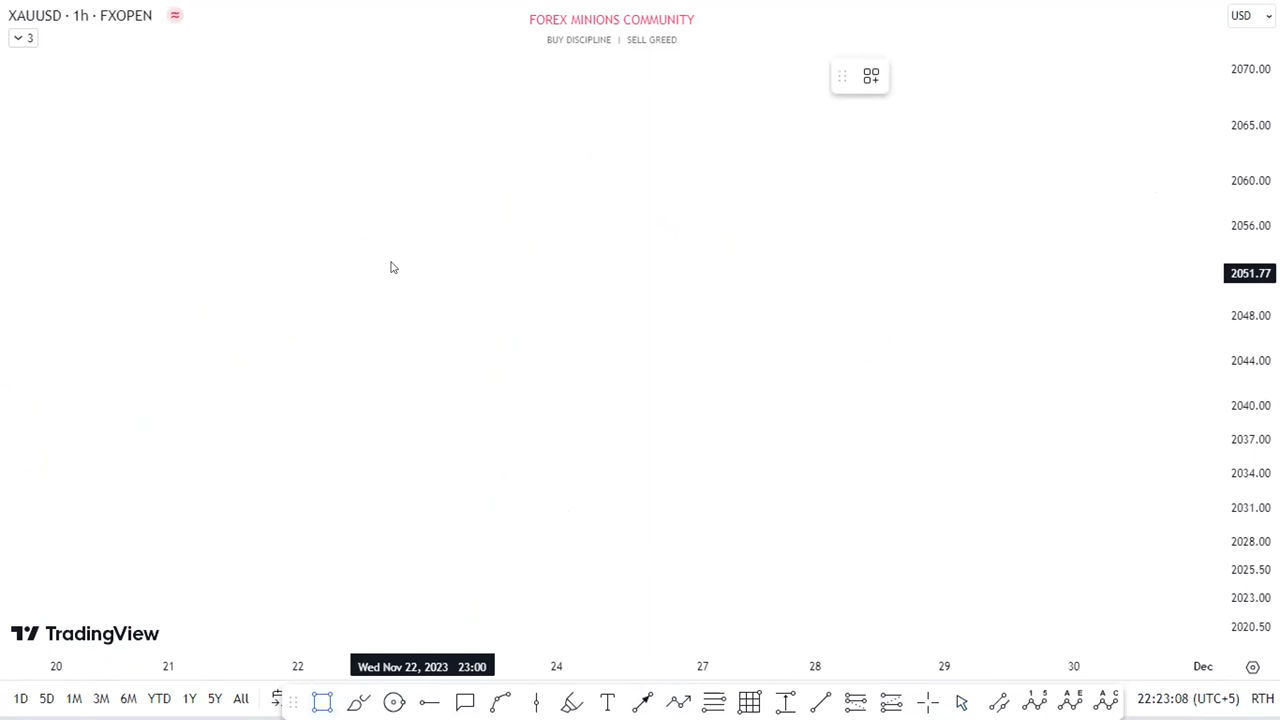 XAUUSD · 1h · FXOPEN
3
FOREX MINIONS COMMUNITY
BUY DISCIPLINE | SELL GREED
USD
2070.00
2065.00
2060.00
2056.00
2051.77
2048.00
2044.00
2040.00
2037.00
2034.00
2031.00
2028.00
2025.50
2023.00
2020.50
TradingView
20 21 22 Wed Nov 22, 2023 23:00 24 27 28 29 30 Dec
1D 5D 1M 3M 6M YTD 1Y 5Y All T 1 5 A E A C 22:23:08 (UTC+5) RTH